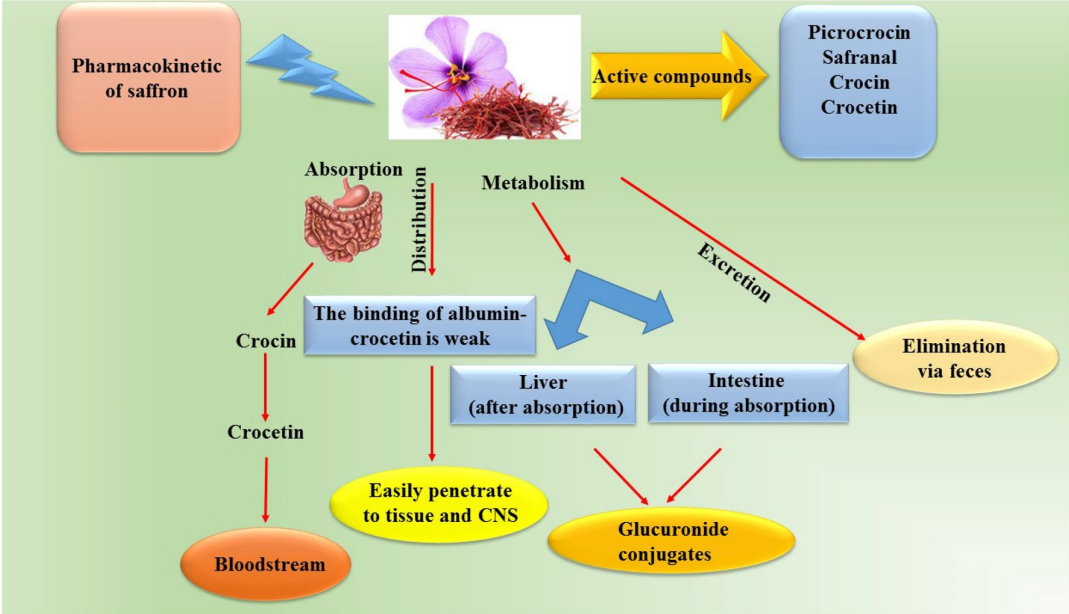 Pharmacokinetic
of saffron
Active compounds
Picrocrocin
Safranal
Crocin
Crocetin
Absorption
Distribution
Metabolism
Excretion
The binding of albumin-
crocetin is weak
Crocin
Crocetin
Bloodstream
Easily penetrate
to tissue and CNS
Liver
(after absorption)
Intestine
(during absorption)
Glucuronide
conjugates
Elimination
via feces